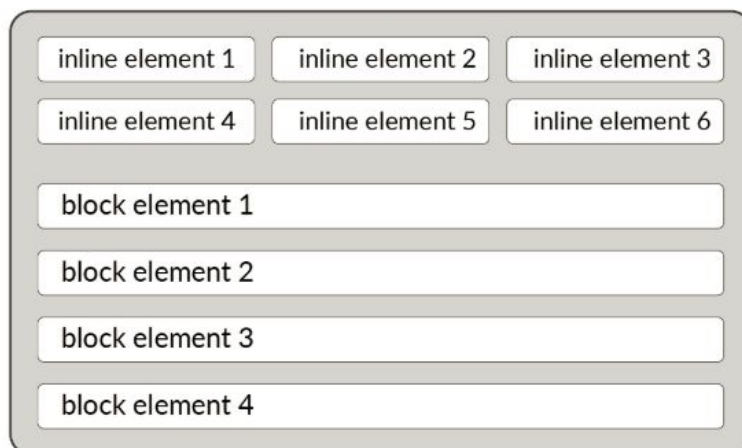 inline element 1 inline element 2 inline element 3
inline element 4 inline element 5 inline element 6
block element 1
block element 2
block element 3
block element 4